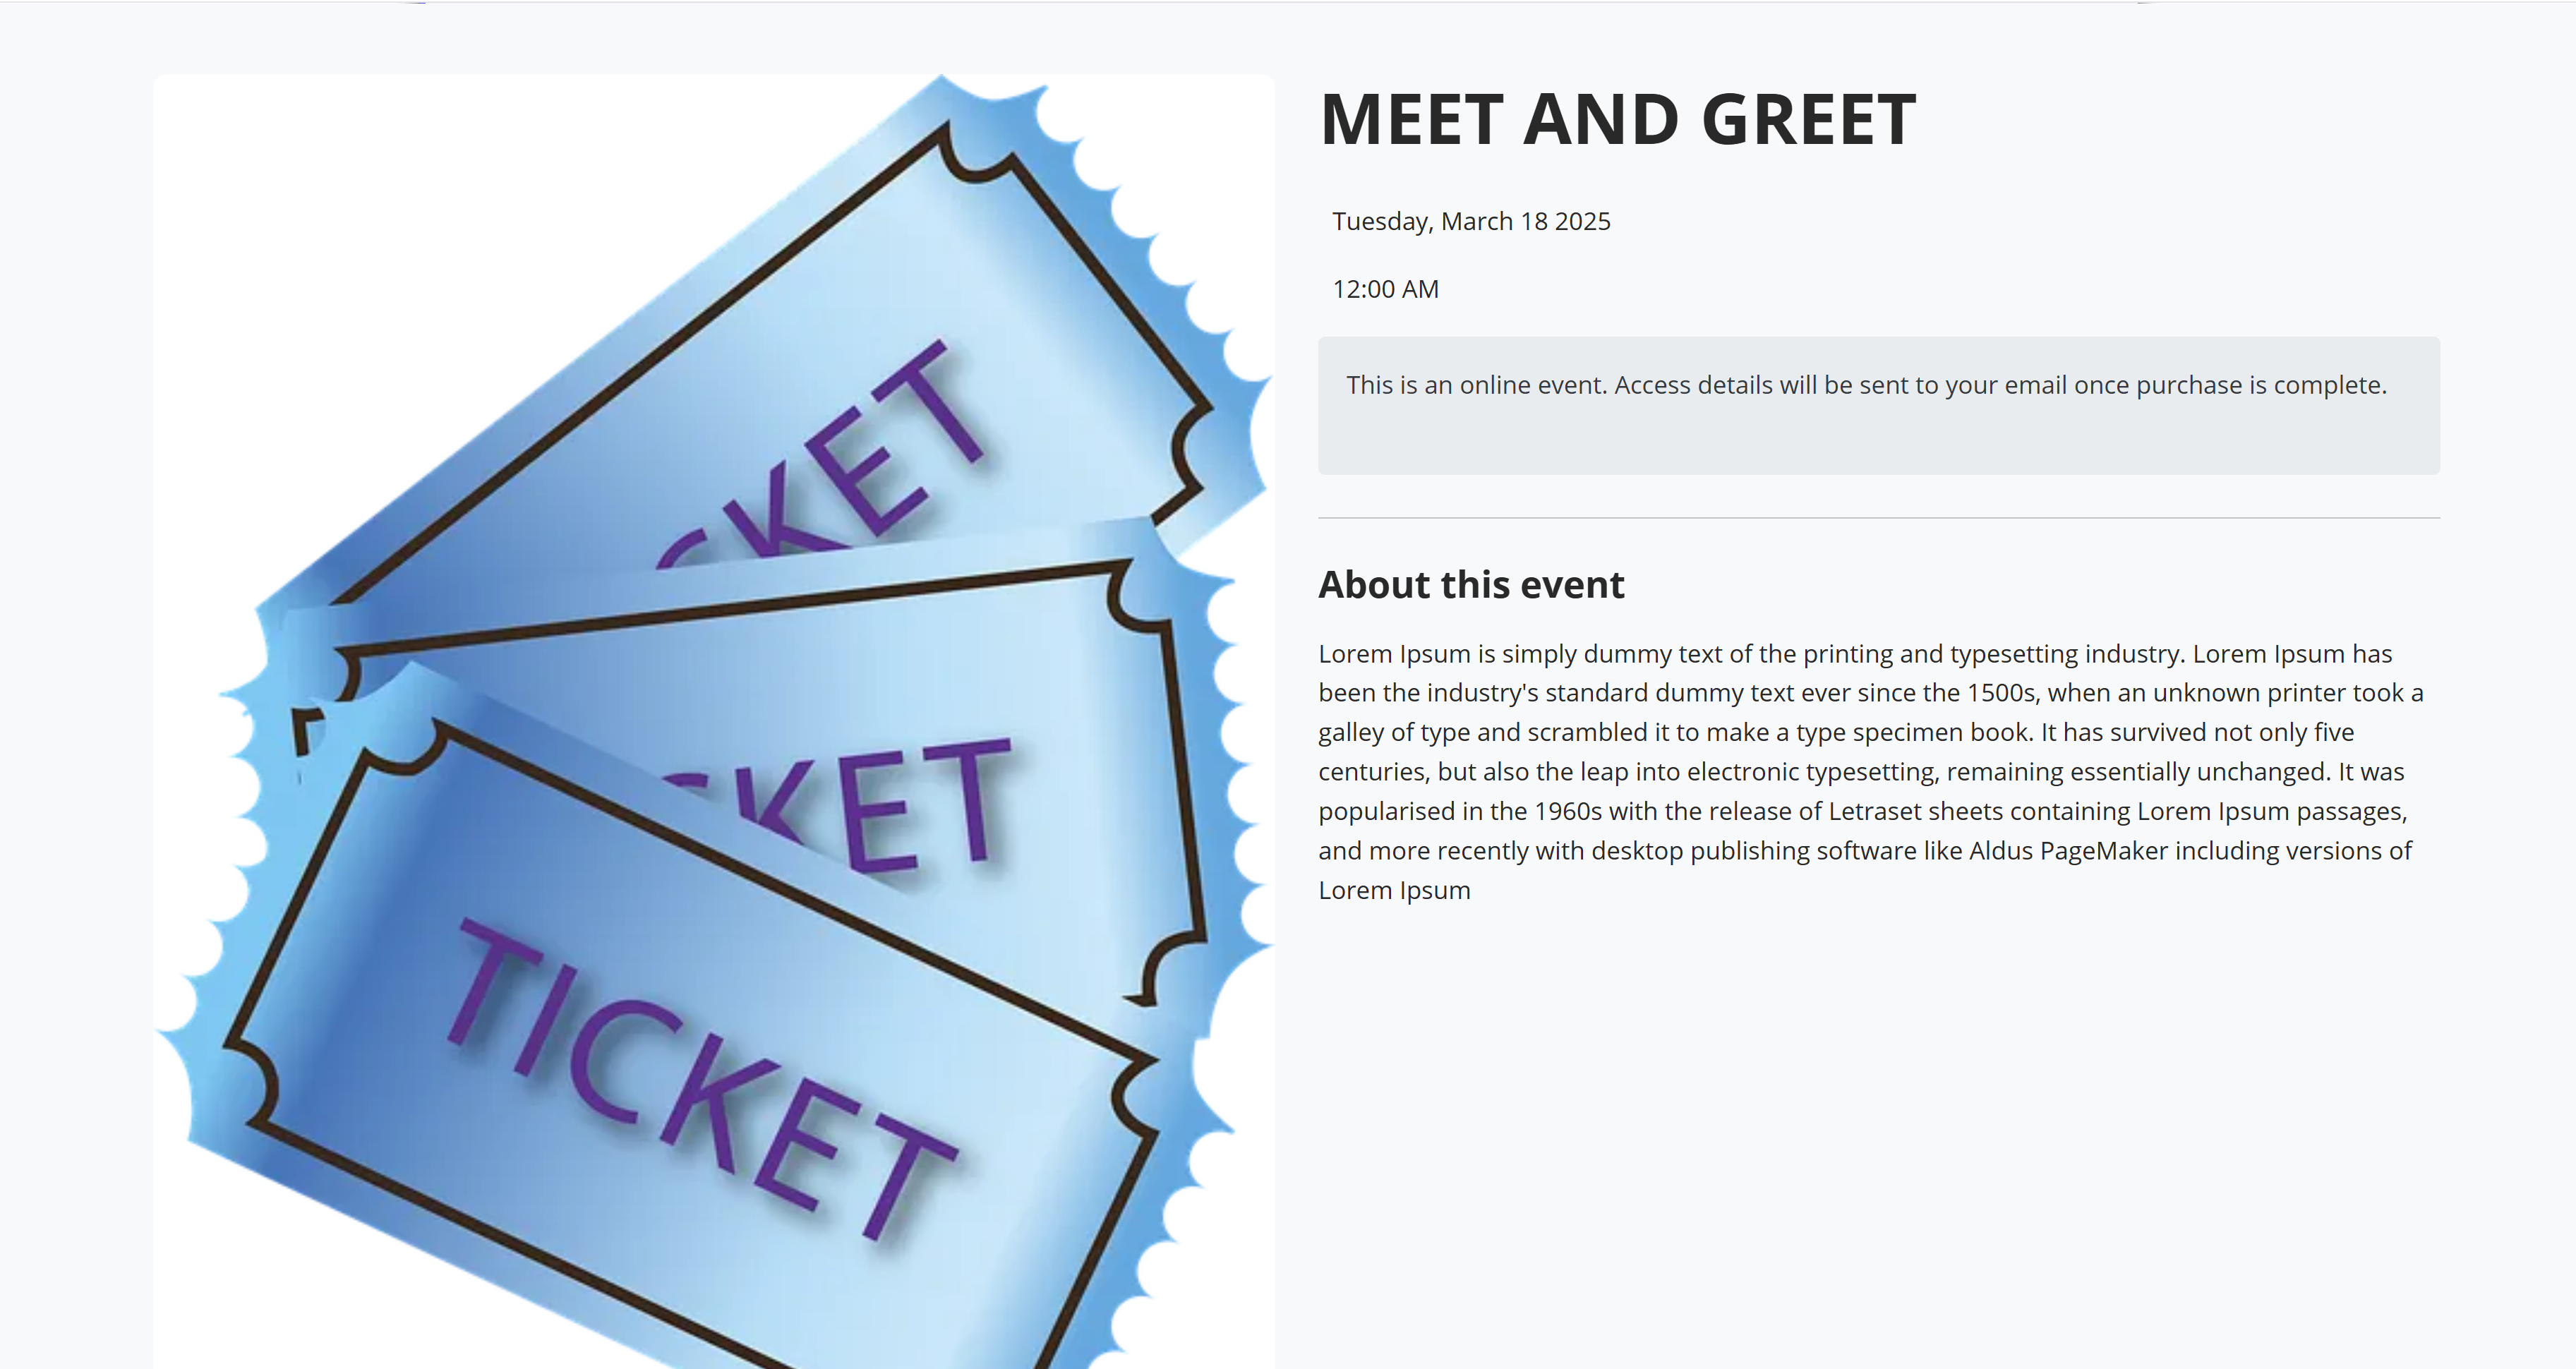 MEET AND GREET
Tuesday, March 18 2025
12:00 AM
This is an online event. Access details will be sent to your email once purchase is complete.
About this event
Lorem Ipsum is simply dummy text of the printing and typesetting industry. Lorem Ipsum has
been the industry's standard dummy text ever since the 1500s, when an unknown printer took a
galley of type and scrambled it to make a type specimen book. It has survived not only five
centuries, but also the leap into electronic typesetting, remaining essentially unchanged. It was
popularised in the 1960s with the release of Letraset sheets containing Lorem Ipsum passages,
and more recently with desktop publishing software like Aldus PageMaker including versions of
Lorem Ipsum
CKET
CKET
TICKET